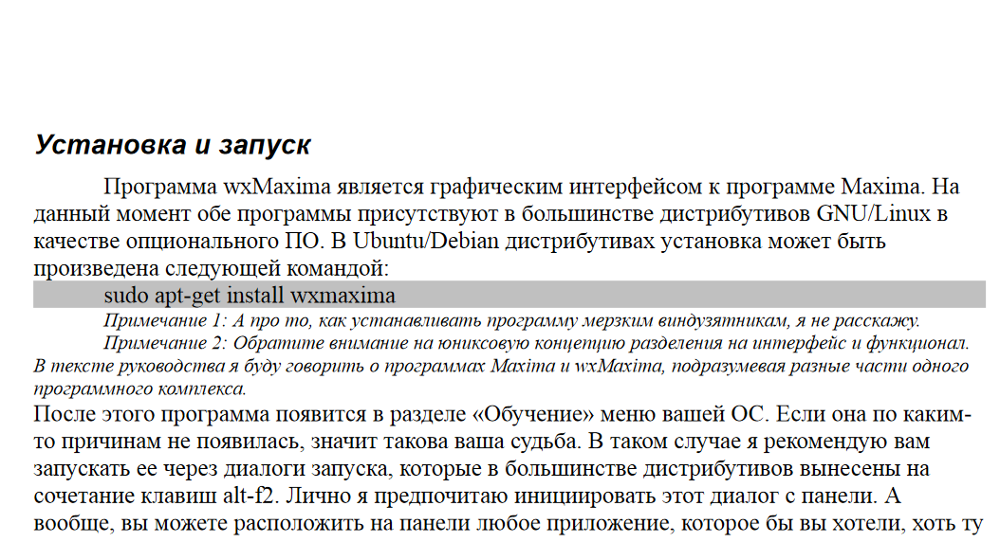 Установка и запуск
Программа wxMaxima является графическим интерфейсом к программе Maxima. На
данный момент обе программы присутствуют в большинстве дистрибутивов GNU/Linux в
качестве опционального ПО. В Ubuntu/Debian дистрибутивах установка может быть
произведена следующей командой:
sudo apt-get install wxmaxima
Примечание 1: А про то, как устанавливать программу мерзким виндузятникам, я не расскажу.
Примечание 2: Обратите внимание на юниксовую концепцию разделения на интерфейс и функционал.
В тексте руководства я буду говорить о программах Maxima и wxMaxima, подразумевая разные части одного
программного комплекса.
После этого программа появится в разделе «Обучение» меню вашей ОС. Если она по каким-
то причинам не появилась, значит такова ваша судьба. В таком случае я рекомендую вам
запускать ее через диалоги запуска, которые в большинстве дистрибутивов вынесены на
сочетание клавиш alt-f2. Лично я предпочитаю инициировать этот диалог с панели. А
вообще, вы можете расположить на панели любое приложение, которое бы вы хотели, хоть ту